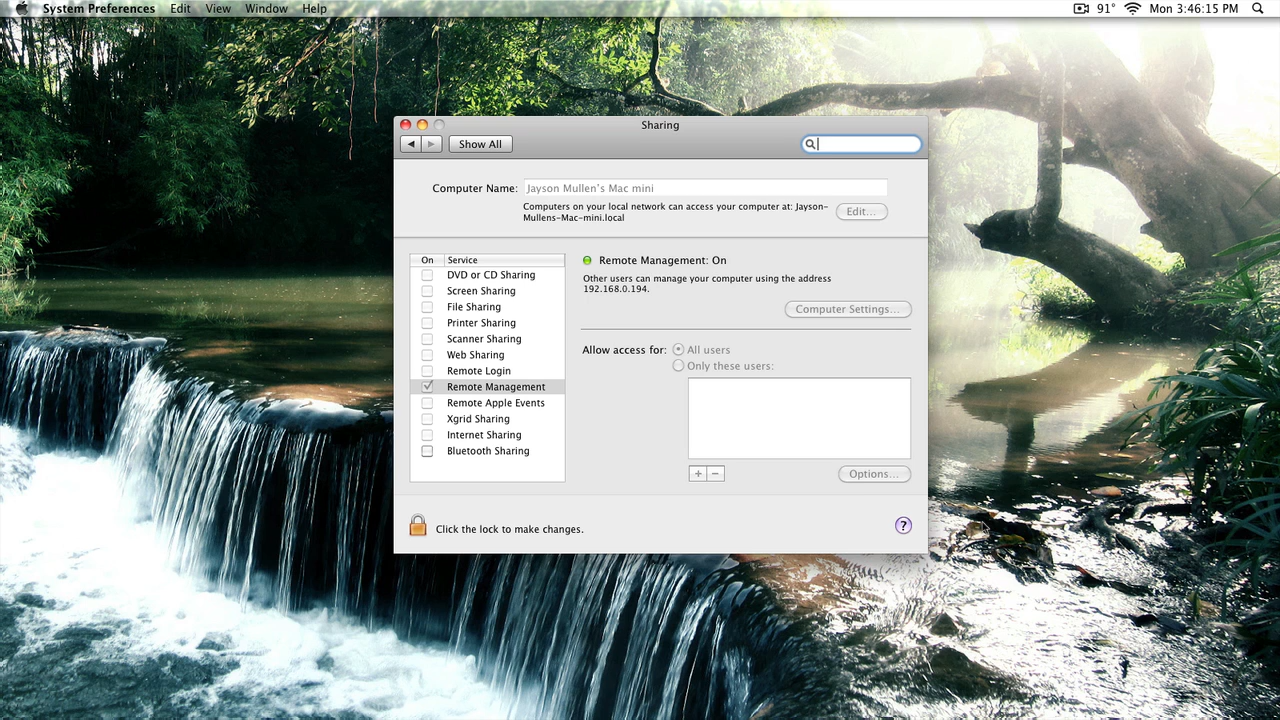 System Preferences Edit View Window Help 91° Mon 3:46:15 PM
Sharing
Show All
Computer Name: Jayson Mullen's Mac mini
Computers on your local network can access your computer at: Jayson-
Mullens-Mac-mini.local
Edit...
On Service
DVD or CD Sharing
Screen Sharing
File Sharing
Printer Sharing
Scanner Sharing
Web Sharing
Remote Login
Remote Management
Remote Apple Events
Xgrid Sharing
Internet Sharing
Bluetooth Sharing
Remote Management: On
Other users can manage your computer using the address
192.168.0.194.
Computer Settings...
Allow access for: All users
Only these users:
+ −
Options...
Click the lock to make changes.
?